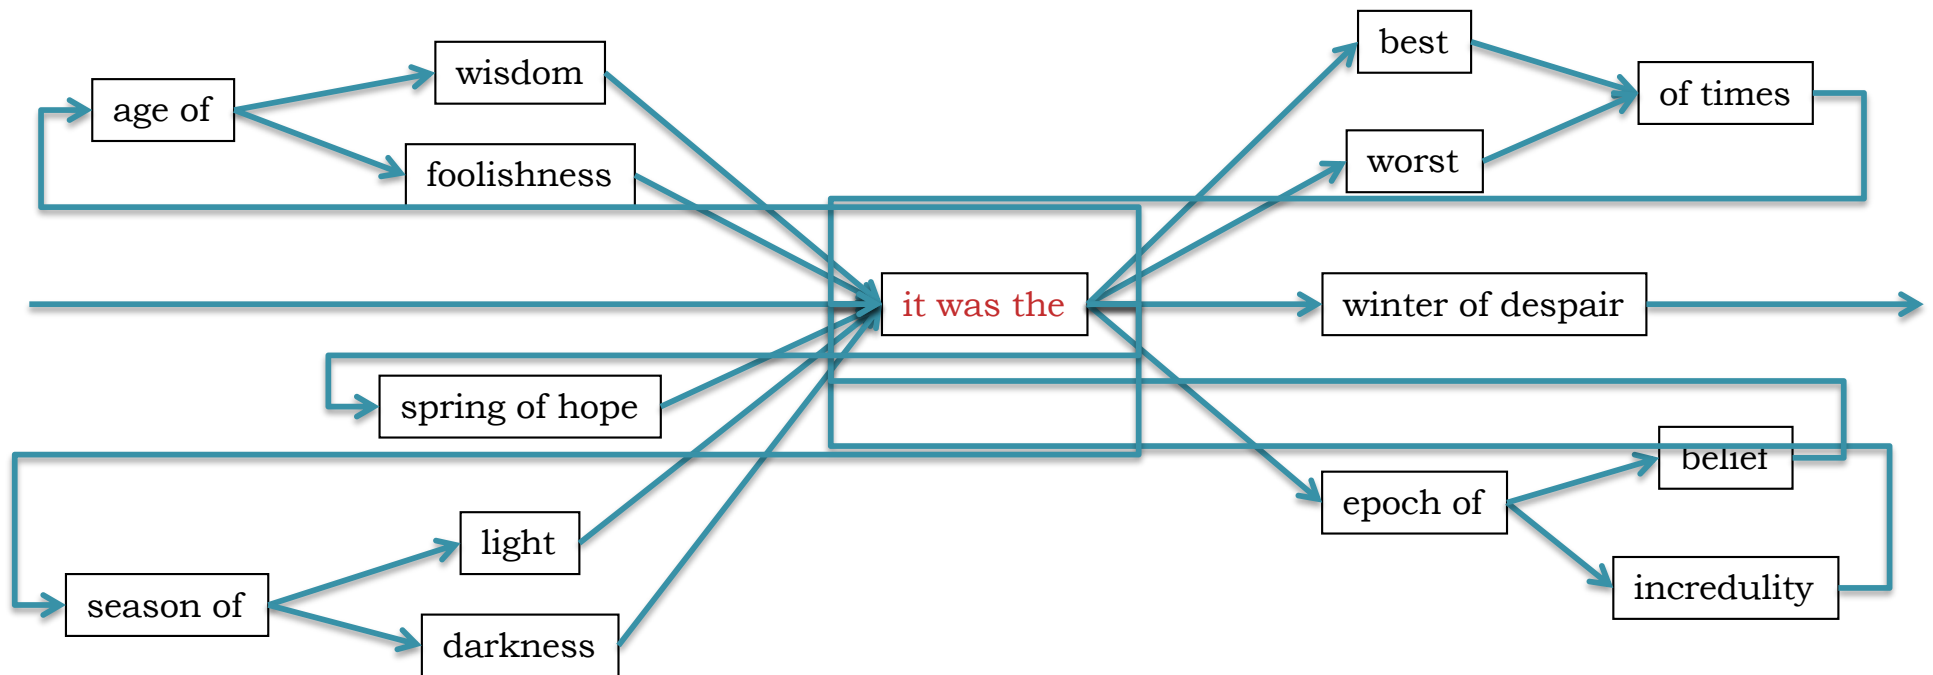 best
wisdom
of times
age of
worst
foolishness
it was the
winter of despair
spring of hope
belief
epoch of
light
incredulity
season of
darkness